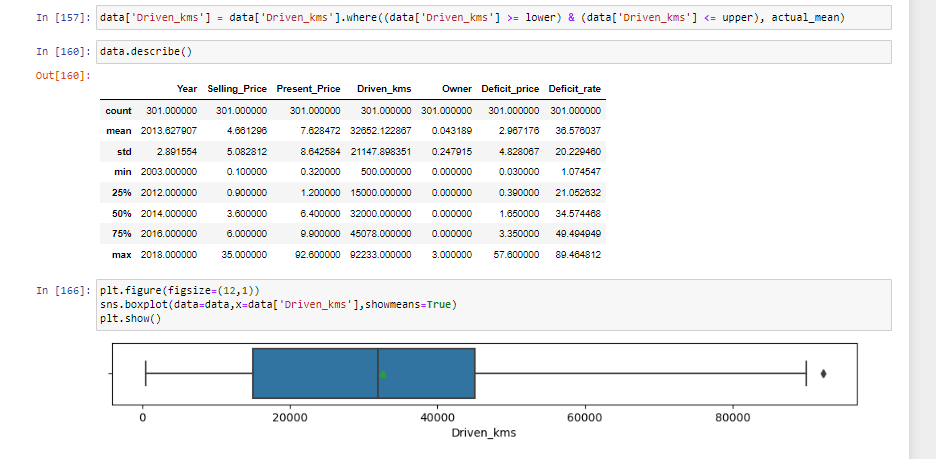 In [157]: data['Driven_kms'] = data['Driven_kms'].where((data['Driven_kms'] >= lower) & (data['Driven_kms'] <= upper), actual_mean)
In [160]: data.describe()
Out[160]:
Year Selling_Price Present_Price Driven_kms Owner Deficit_price Deficit_rate
count 301.000000 301.000000 301.000000 301.000000 301.000000 301.000000 301.000000
mean 2013.627907 4.661296 7.628472 32652.122867 0.043189 2.967176 36.576037
std 2.891554 5.082812 8.642584 21147.898351 0.247915 4.828067 20.229460
min 2003.000000 0.100000 0.320000 500.000000 0.000000 0.030000 1.074547
25% 2012.000000 0.900000 1.200000 15000.000000 0.000000 0.390000 21.052632
50% 2014.000000 3.600000 6.400000 32000.000000 0.000000 1.650000 34.574468
75% 2016.000000 6.000000 9.900000 45078.000000 0.000000 3.350000 49.494949
max 2018.000000 35.000000 92.600000 92233.000000 3.000000 57.600000 89.464812
In [166]: plt.figure(figsize=(12,1))
sns.boxplot(data=data,x=data['Driven_kms'],showmeans=True)
plt.show()
0 20000 40000 60000 80000
Driven_kms